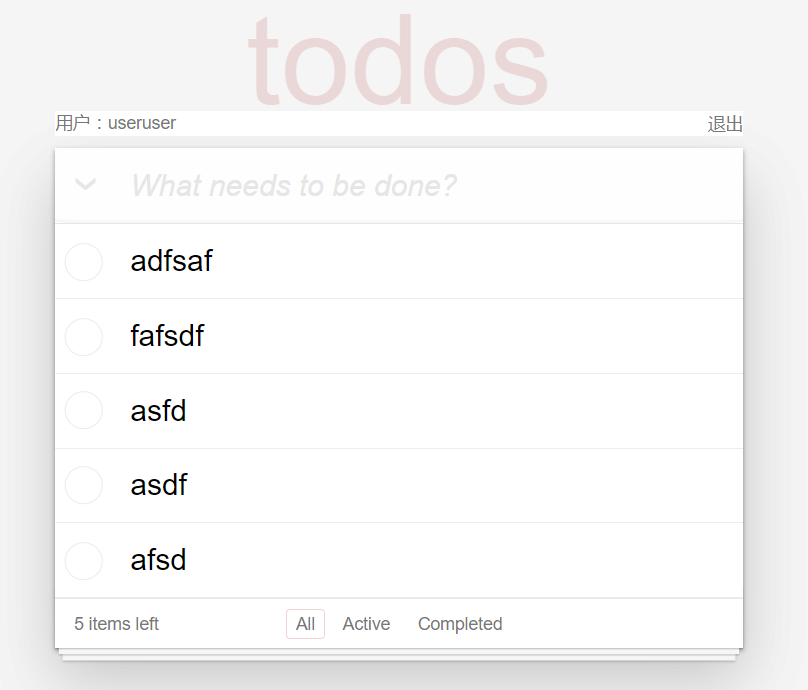 todos
用户：useruser 退出
What needs to be done?
adfsaf
fafsdf
asfd
asdf
afsd
5 items left All Active Completed